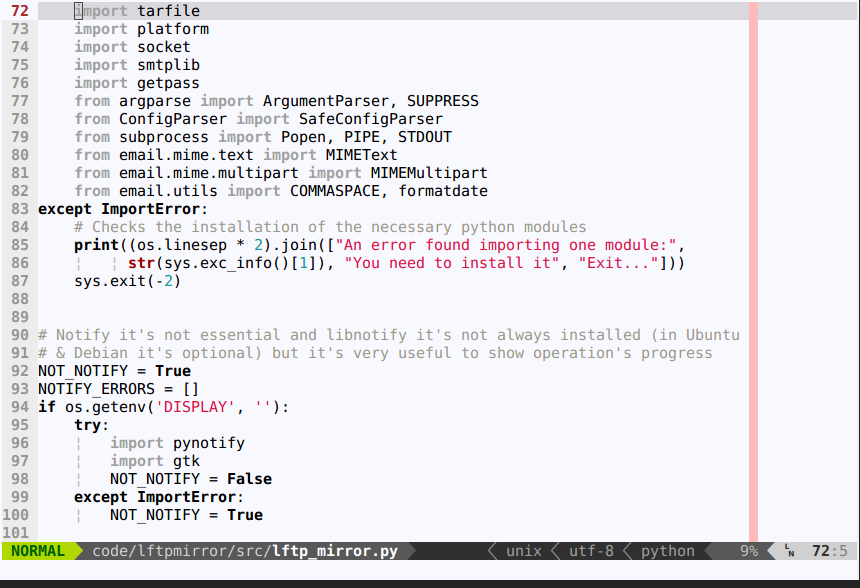 72 import tarfile
73 import platform
74 import socket
75 import smtplib
76 import getpass
77 from argparse import ArgumentParser, SUPPRESS
78 from ConfigParser import SafeConfigParser
79 from subprocess import Popen, PIPE, STDOUT
80 from email.mime.text import MIMEText
81 from email.mime.multipart import MIMEMultipart
82 from email.utils import COMMASPACE, formatdate
83 except ImportError:
84 # Checks the installation of the necessary python modules
85 print((os.linesep * 2).join(["An error found importing one module:",
86 ¦ ¦ str(sys.exc_info()[1]), "You need to install it", "Exit..."]))
87 sys.exit(-2)
88
89
90 # Notify it's not essential and libnotify it's not always installed (in Ubuntu
91 # & Debian it's optional) but it's very useful to show operation's progress
92 NOT_NOTIFY = True
93 NOTIFY_ERRORS = []
94 if os.getenv('DISPLAY', ''):
95 try:
96 ¦ import pynotify
97 ¦ import gtk
98 ¦ NOT_NOTIFY = False
99 except ImportError:
100 ¦ NOT_NOTIFY = True
101
NORMAL code/lftpmirror/src/lftp_mirror.py unix utf-8 python 9% LN 72:5